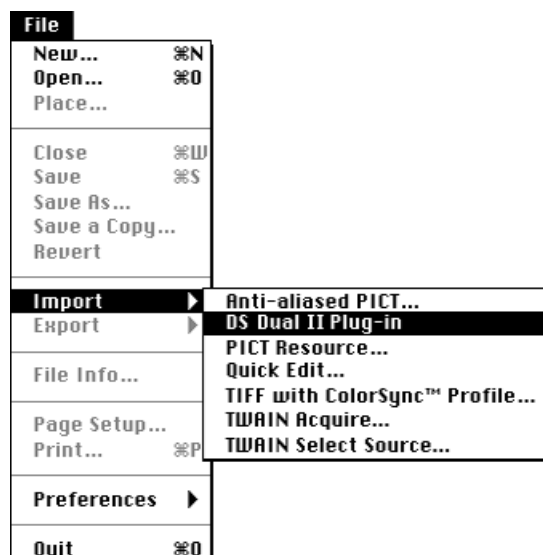 File
New... ⌘N
Open... ⌘O
Place...
Close ⌘W
Save ⌘S
Save As...
Save a Copy...
Revert
Import
Export
File Info...
Page Setup...
Print... ⌘P
Preferences
Quit ⌘Q
Anti-aliased PICT...
DS Dual II Plug-in
PICT Resource...
Quick Edit...
TIFF with ColorSync™ Profile...
TWAIN Acquire...
TWAIN Select Source...